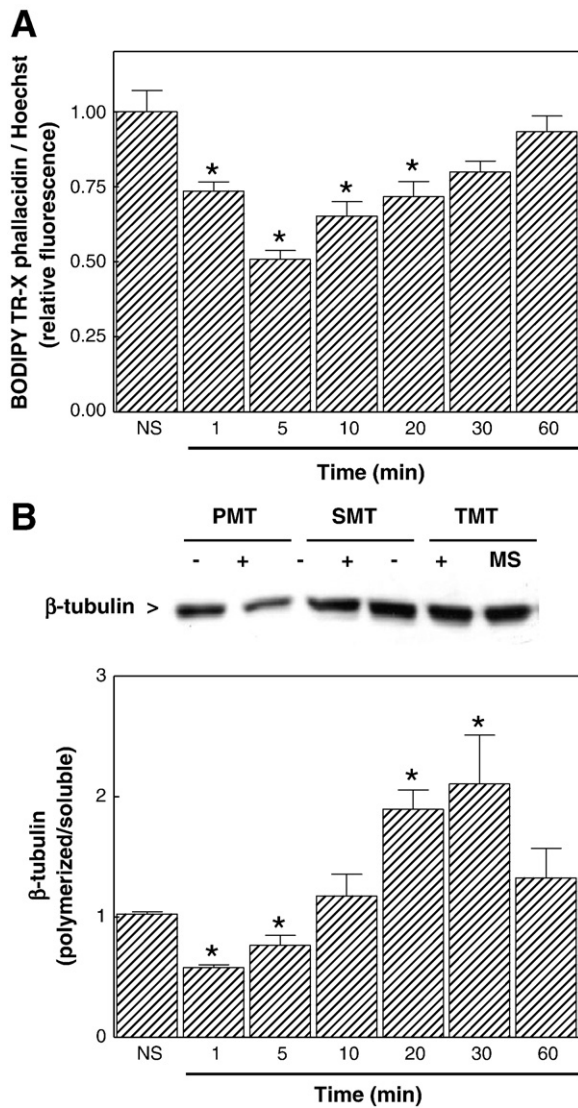 A
BODIPY TR-X phallacidin / Hoechst
(relative fluorescence)
1.00
0.75
0.50
0.25
0.00
* * * *
NS 1 5 10 20 30 60
Time (min)
B
PMT SMT TMT
- + - + - + MS
β-tubulin >
β-tubulin
(polymerized/soluble)
3
2
1
0
* * * *
NS 1 5 10 20 30 60
Time (min)